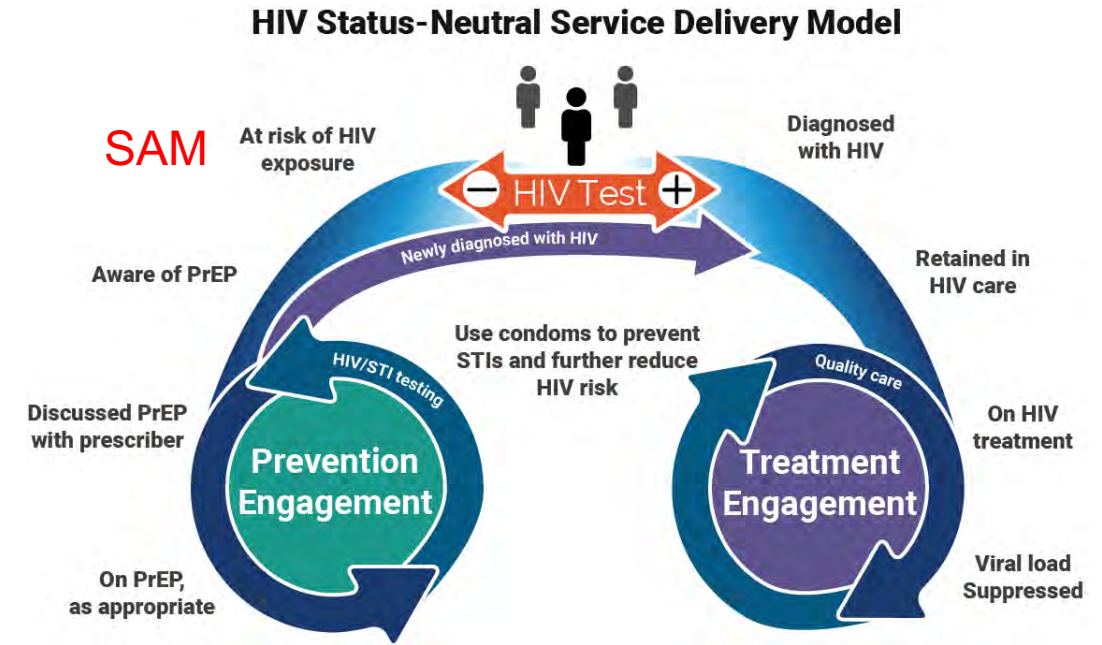 HIV Status-Neutral Service Delivery Model
SAM
At risk of HIV
exposure
Diagnosed
with HIV
− HIV Test +
Newly diagnosed with HIV
Aware of PrEP
Retained in
HIV care
Use condoms to prevent
STIs and further reduce
HIV risk
HIV/STI testing
Quality care
Discussed PrEP
with prescriber
On HIV
treatment
Prevention
Engagement
Treatment
Engagement
On PrEP,
as appropriate
Viral load
Suppressed